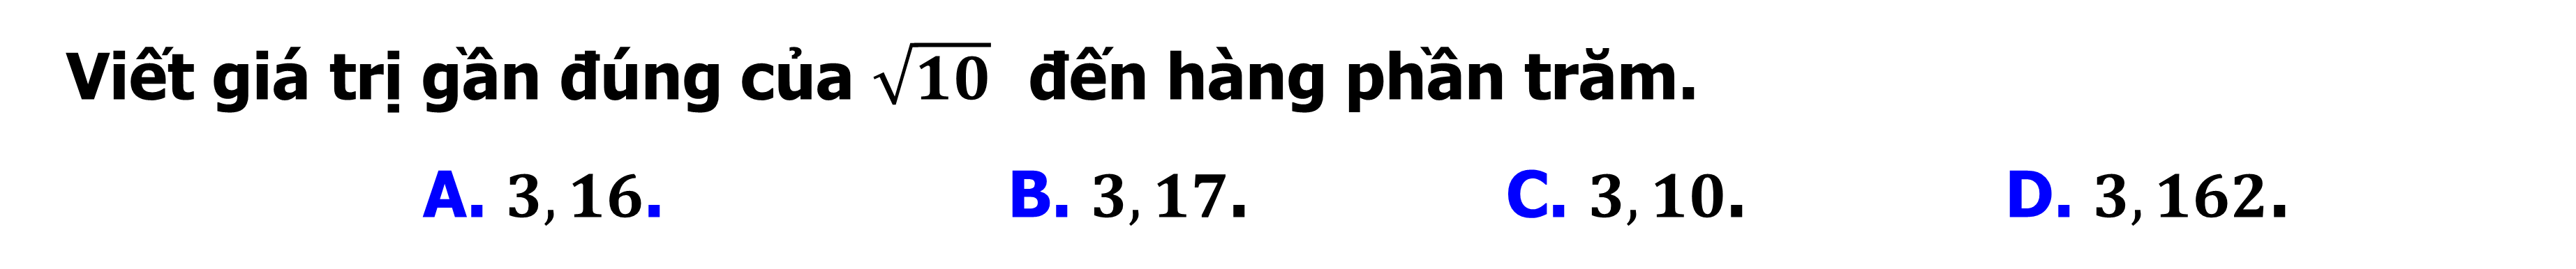 Viết giá trị gần đúng của √10 đến hàng phần trăm.
A. 3,16. B. 3,17. C. 3,10. D. 3,162.